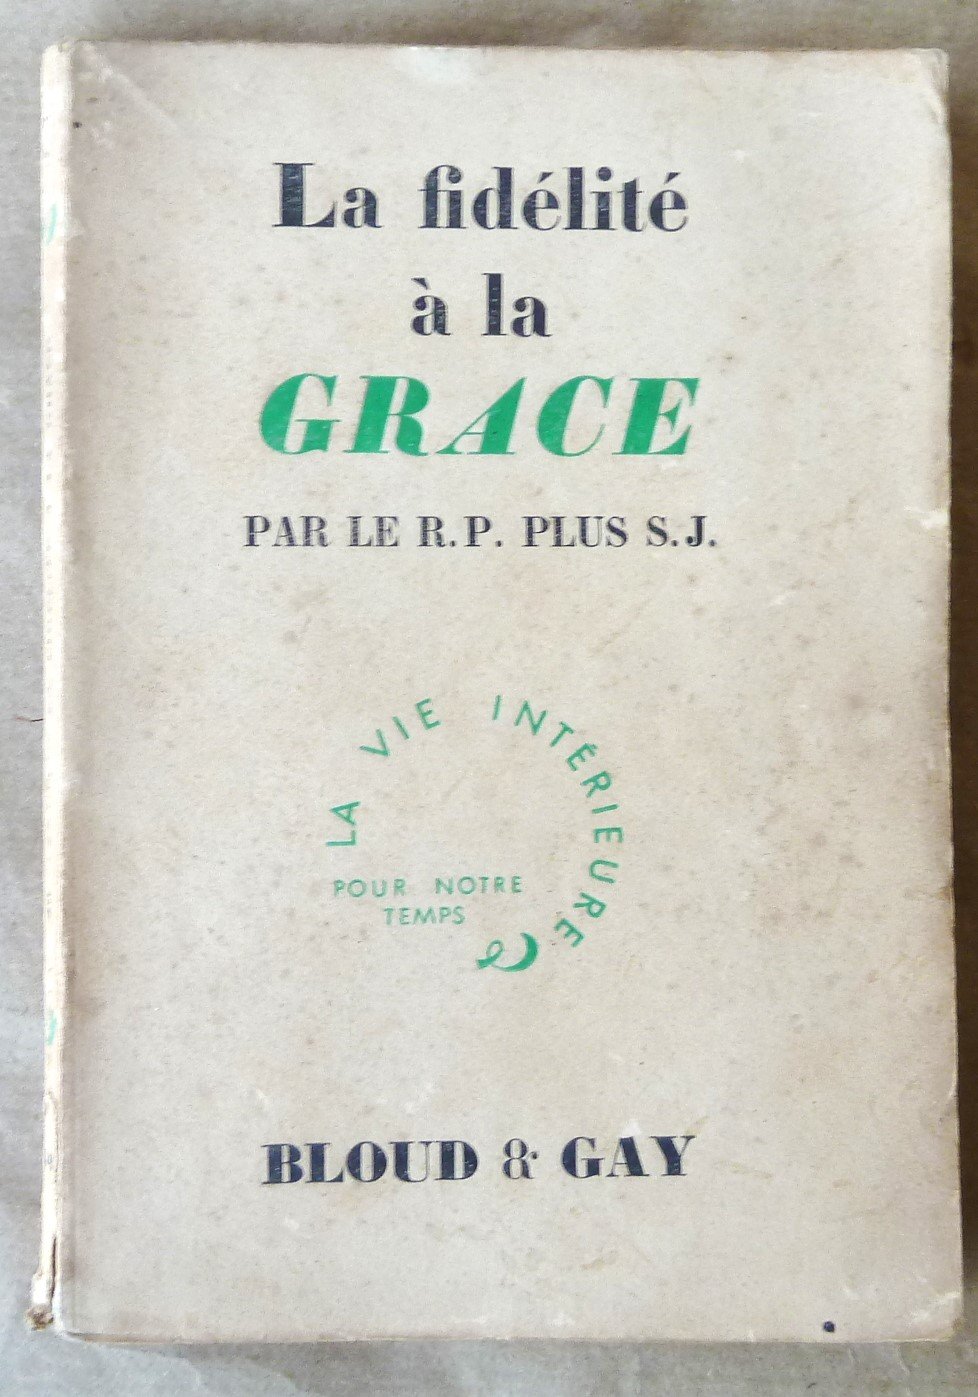 La fidélité
à la
GRACE
PAR LE R.P. PLUS S.J.
LA VIE INTÉRIEURE
POUR NOTRE
TEMPS
BLOUD & GAY